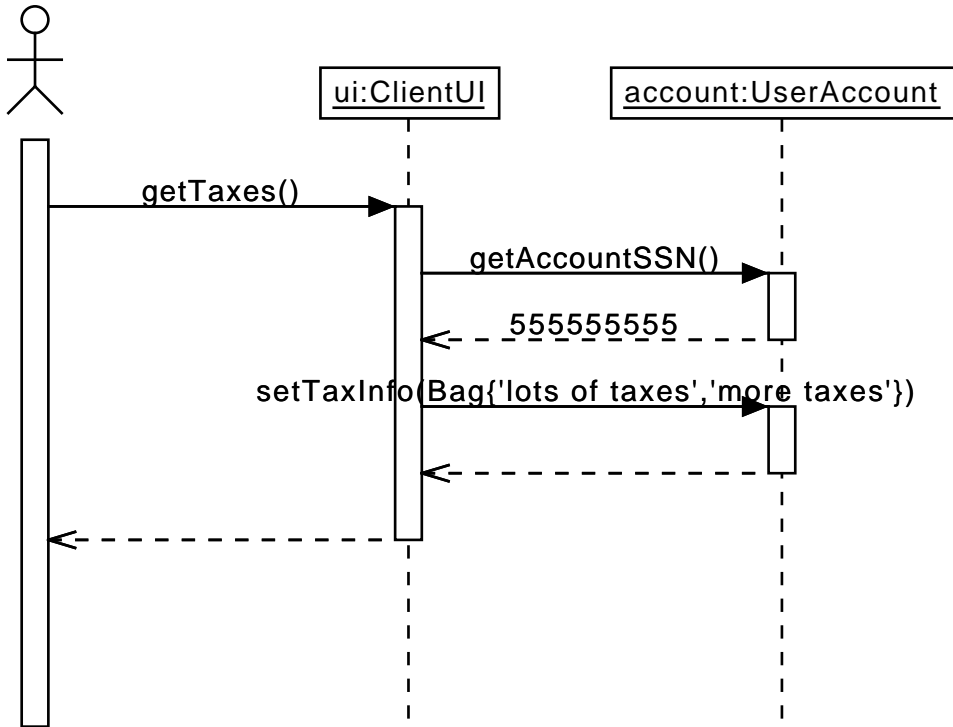 ui:ClientUI
account:UserAccount
getTaxes()
getAccountSSN()
555555555
setTaxInfo(Bag{'lots of taxes','more taxes'})